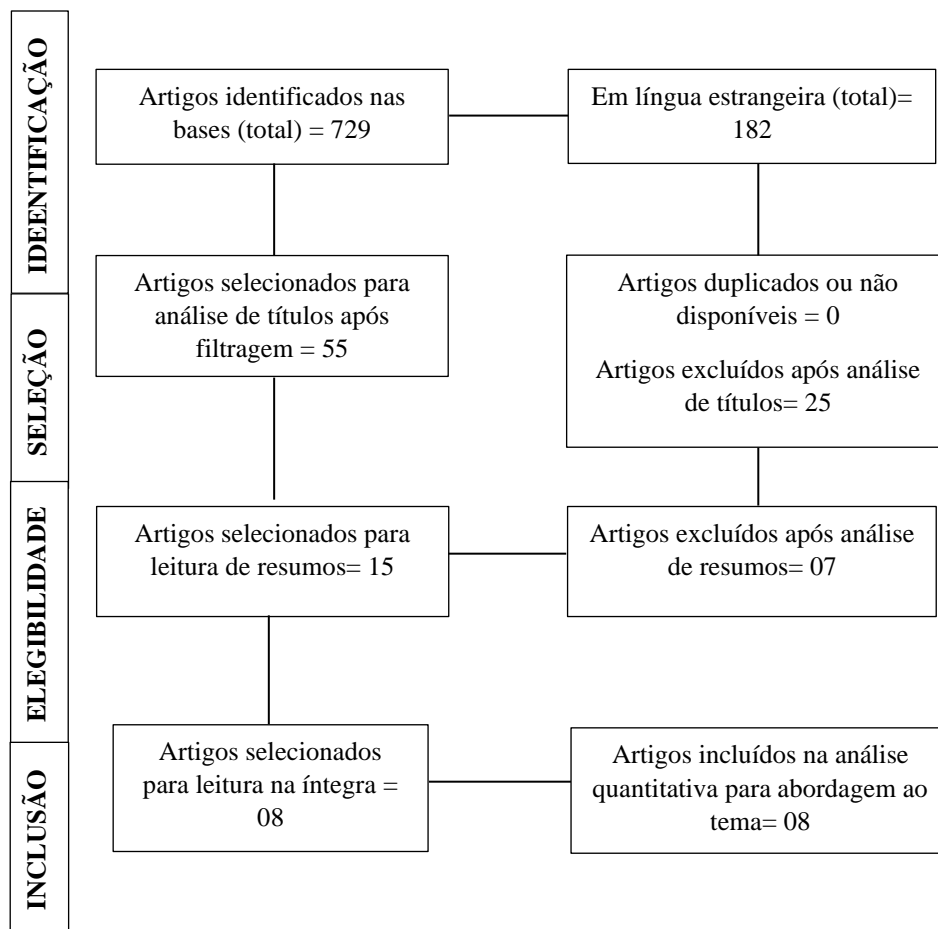 IDEENTIFICAÇÃO
Artigos identificados nas
bases (total) = 729
Em língua estrangeira (total)=
182
Artigos selecionados para
análise de títulos após
filtragem = 55
Artigos duplicados ou não
disponíveis = 0
Artigos excluídos após análise
de títulos= 25
SELEÇÃO
Artigos selecionados para
leitura de resumos= 15
Artigos excluídos após análise
de resumos= 07
ELEGIBILIDADE
Artigos selecionados
para leitura na íntegra =
08
Artigos incluídos na análise
quantitativa para abordagem ao
tema= 08
INCLUSÃO